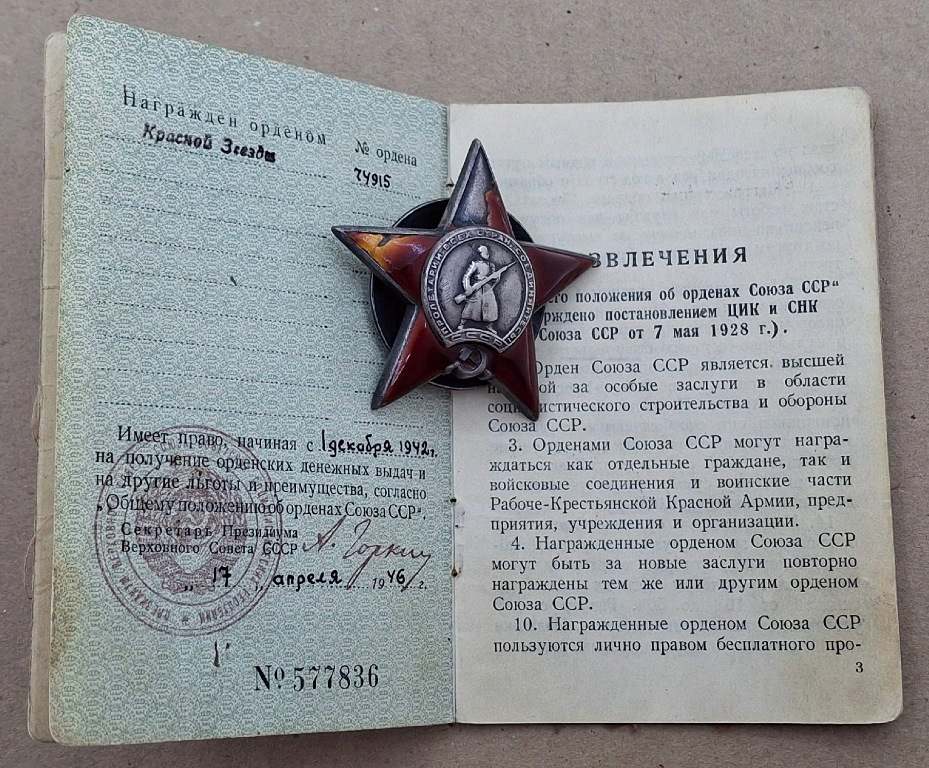 Награжден орденом
№ ордена
Красной Звезды
74915
Имеет право, начиная с 1 декабря 1942 г.
на получение орденских денежных выдач и
на другие льготы и преимущества, согласно
„Общему положению об орденах Союза ССР“.
Секретарь Президиума
Верховного Совета СССР А. Горкин
„17“ апреля 1946 г.
№ 577836
ПРОЛЕТАРИИ ВСЕХ СТРАН, СОЕДИНЯЙТЕСЬ!
СССР
ЗВЛЕЧЕНИЯ
его положения об орденах Союза ССР“
рждено постановлением ЦИК и СНК
Союза ССР от 7 мая 1928 г.).
Орден Союза ССР является высшей
ой за особые заслуги в области
социалистического строительства и обороны
Союза ССР.
3. Орденами Союза ССР могут награ-
ждаться как отдельные граждане, так и
войсковые соединения и воинские части
Рабоче-Крестьянской Красной Армии, пред-
приятия, учреждения и организации.
4. Награжденные орденом Союза ССР
могут быть за новые заслуги повторно
награждены тем же или другим орденом
Союза ССР.
10. Награжденные орденом Союза ССР
пользуются лично правом бесплатного про-
3